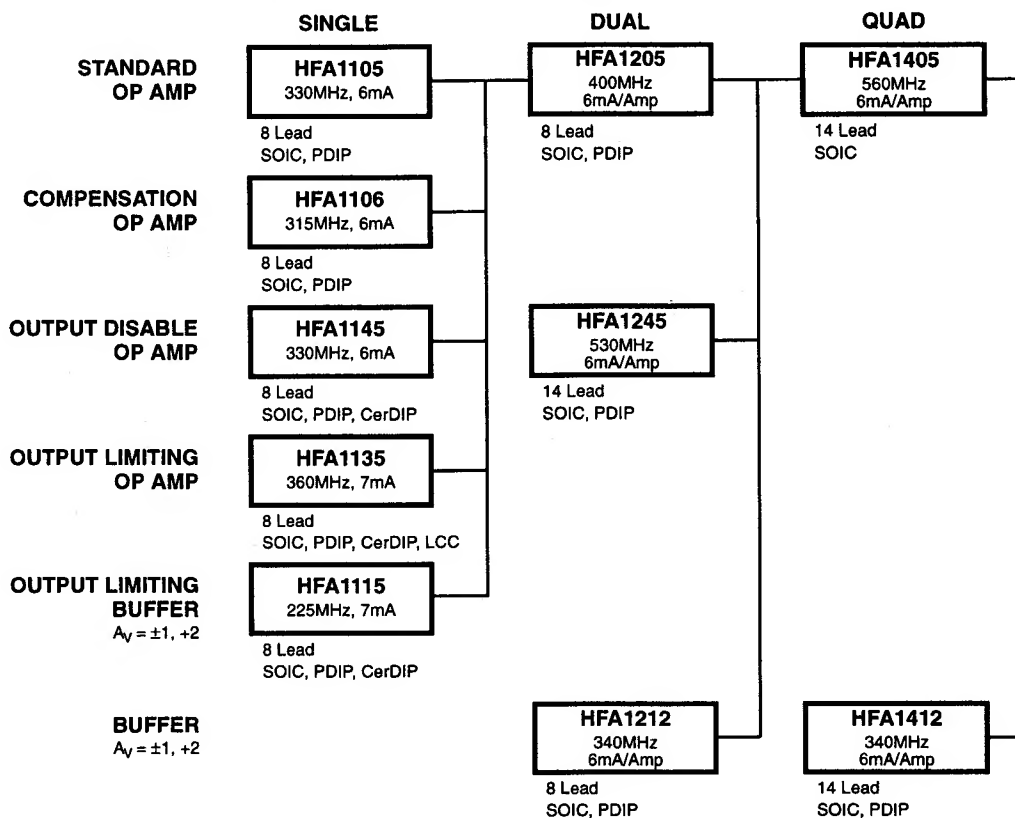 SINGLE
DUAL
QUAD
STANDARD
OP AMP
HFA1105
330MHz, 6mA
8 Lead
SOIC, PDIP
HFA1205
400MHz
6mA/Amp
8 Lead
SOIC, PDIP
HFA1405
560MHz
6mA/Amp
14 Lead
SOIC
COMPENSATION
OP AMP
HFA1106
315MHz, 6mA
8 Lead
SOIC, PDIP
OUTPUT DISABLE
OP AMP
HFA1145
330MHz, 6mA
8 Lead
SOIC, PDIP, CerDIP
HFA1245
530MHz
6mA/Amp
14 Lead
SOIC, PDIP
OUTPUT LIMITING
OP AMP
HFA1135
360MHz, 7mA
8 Lead
SOIC, PDIP, CerDIP, LCC
OUTPUT LIMITING
BUFFER
AV = ±1, +2
HFA1115
225MHz, 7mA
8 Lead
SOIC, PDIP, CerDIP
BUFFER
AV = ±1, +2
HFA1212
340MHz
6mA/Amp
8 Lead
SOIC, PDIP
HFA1412
340MHz
6mA/Amp
14 Lead
SOIC, PDIP